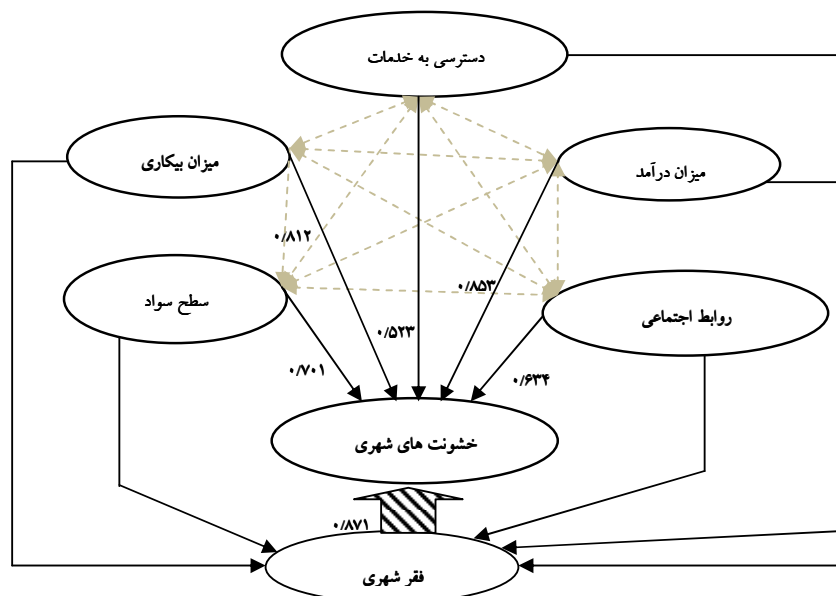 دسترسی به خدمات
میزان درآمد
میزان بیکاری
۰/۸۱۲
۰/۸۵۳
سطح سواد
روابط اجتماعی
۰/۵۲۳
۰/۷۰۱
۰/۶۳۴
خشونت های شهری
۰/۸۷۱
فقر شهری